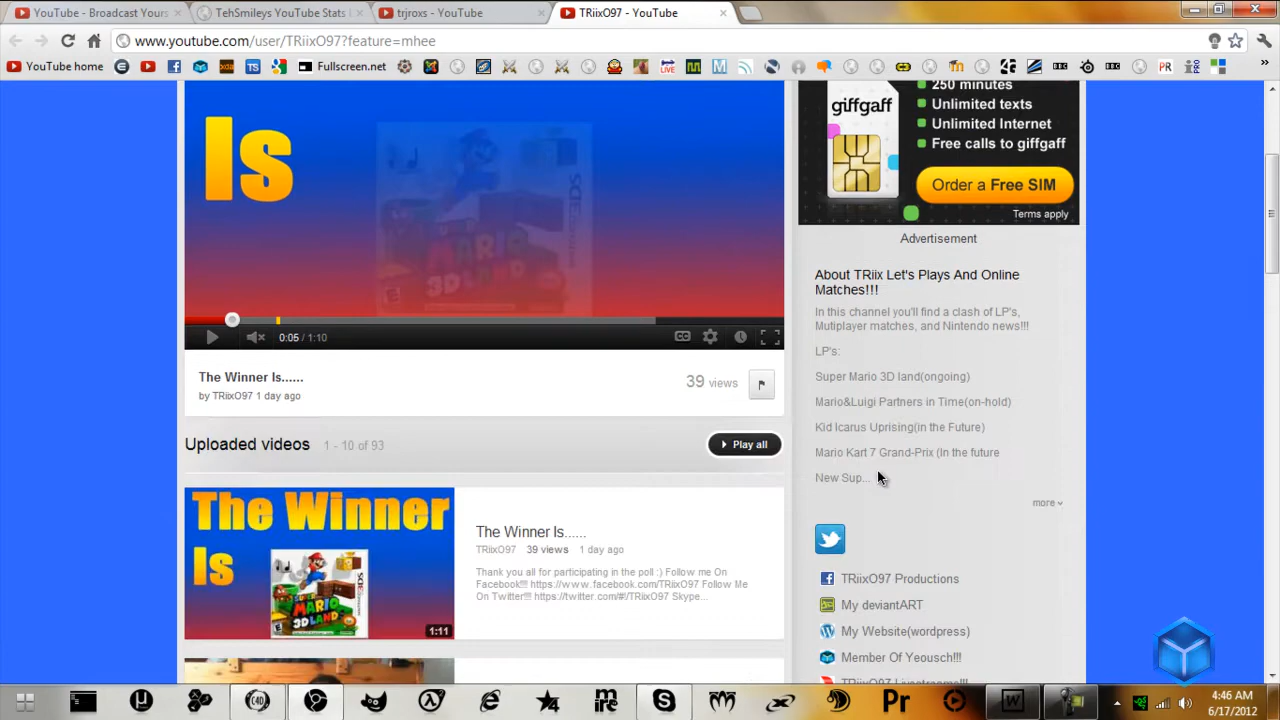 YouTube - Broadcast Yours
TehSmileys YouTube Stats
trjroxs - YouTube
TRiixO97 - YouTube
www.youtube.com/user/TRiixO97?feature=mhee
YouTube home
Fullscreen.net
Is
250 minutes
giffgaff
Unlimited texts
Unlimited Internet
Free calls to giffgaff
Order a Free SIM
Terms apply
Advertisement
0:05 / 1:10
The Winner Is......
by TRiixO97 1 day ago
39 views
Uploaded videos 1 - 10 of 93
Play all
The Winner
Is
SUPER MARIO
3D LAND
1:11
The Winner Is......
TRiixO97 39 views 1 day ago
Thank you all for participating in the poll :) Follow me On
Facebook!!! https://www.facebook.com/TRiixO97 Follow Me
On Twitter!!! https://twitter.com/#!/TRiixO97 Skype...
About TRiix Let's Plays And Online
Matches!!!
In this channel you'll find a clash of LP's,
Mutiplayer matches, and Nintendo news!!!
LP's:
Super Mario 3D land(ongoing)
Mario&Luigi Partners in Time(on-hold)
Kid Icarus Uprising(in the Future)
Mario Kart 7 Grand-Prix (In the future
New Sup...
more
TRiixO97 Productions
My deviantART
My Website(wordpress)
Member Of Yeousch!!!
TRiixO97 Livestreams!!!
4:46 AM
6/17/2012